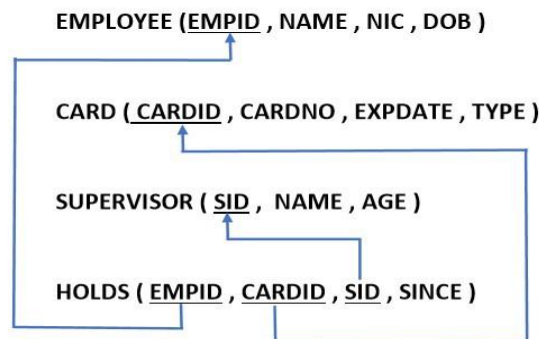 EMPLOYEE (EMPID , NAME , NIC , DOB )
CARD ( CARDID , CARDNO , EXPDATE , TYPE )
SUPERVISOR ( SID ,  NAME , AGE )
HOLDS ( EMPID , CARDID , SID , SINCE )